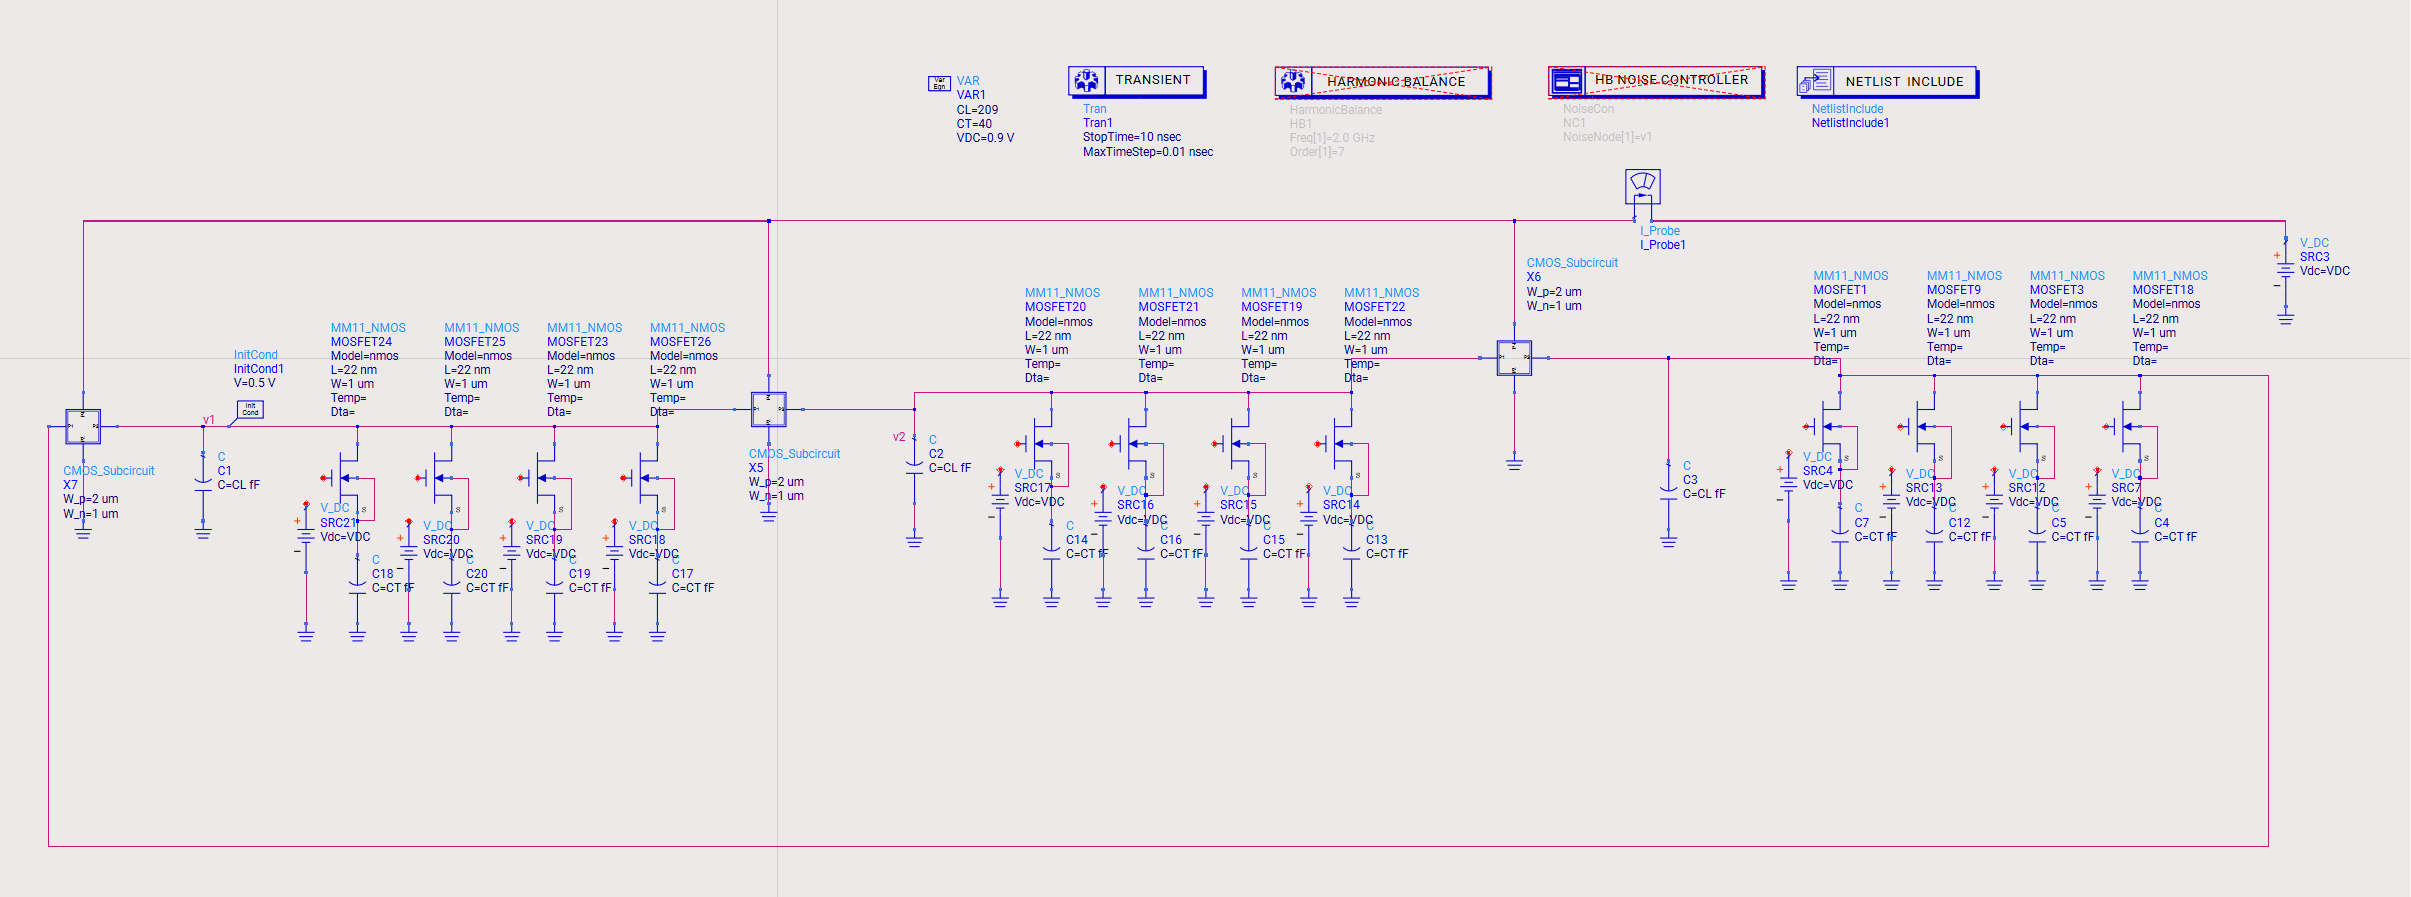 Var
Eqn
VAR
VAR1
CL=209
CT=40
VDC=0.9 V
TRANSIENT
Tran
Tran1
StopTime=10 nsec
MaxTimeStep=0.01 nsec
HARMONIC BALANCE
HarmonicBalance
HB1
Freq[1]=2.0 GHz
Order[1]=7
HB NOISE CONTROLLER
NoiseCon
NC1
NoiseNode[1]=v1
NETLIST INCLUDE
NetlistInclude
NetlistInclude1
I_Probe
I_Probe1
V_DC
SRC3
Vdc=VDC
CMOS_Subcircuit
X7
W_p=2 um
W_n=1 um
P1
P2
v1
C
C1
C=CL fF
InitCond
InitCond1
V=0.5 V
Init
Cond
MM11_NMOS
MOSFET24
Model=nmos
L=22 nm
W=1 um
Temp=
Dta=
MM11_NMOS
MOSFET25
Model=nmos
L=22 nm
W=1 um
Temp=
Dta=
MM11_NMOS
MOSFET23
Model=nmos
L=22 nm
W=1 um
Temp=
Dta=
MM11_NMOS
MOSFET26
Model=nmos
L=22 nm
W=1 um
Temp=
Dta=
V_DC
SRC21
Vdc=VDC
C
C18
C=CT fF
V_DC
SRC20
Vdc=VDC
C
C20
C=CT fF
V_DC
SRC19
Vdc=VDC
C
C19
C=CT fF
V_DC
SRC18
Vdc=VDC
C
C17
C=CT fF
P1
P2
CMOS_Subcircuit
X5
W_p=2 um
W_n=1 um
v2
C
C2
C=CL fF
MM11_NMOS
MOSFET20
Model=nmos
L=22 nm
W=1 um
Temp=
Dta=
MM11_NMOS
MOSFET21
Model=nmos
L=22 nm
W=1 um
Temp=
Dta=
MM11_NMOS
MOSFET19
Model=nmos
L=22 nm
W=1 um
Temp=
Dta=
MM11_NMOS
MOSFET22
Model=nmos
L=22 nm
W=1 um
Temp=
Dta=
V_DC
SRC17
Vdc=VDC
C
C14
C=CT fF
V_DC
SRC16
Vdc=VDC
C
C16
C=CT fF
V_DC
SRC15
Vdc=VDC
C
C15
C=CT fF
V_DC
SRC14
Vdc=VDC
C
C13
C=CT fF
CMOS_Subcircuit
X6
W_p=2 um
W_n=1 um
P1
P2
C
C3
C=CL fF
MM11_NMOS
MOSFET1
Model=nmos
L=22 nm
W=1 um
Temp=
Dta=
MM11_NMOS
MOSFET9
Model=nmos
L=22 nm
W=1 um
Temp=
Dta=
MM11_NMOS
MOSFET3
Model=nmos
L=22 nm
W=1 um
Temp=
Dta=
MM11_NMOS
MOSFET18
Model=nmos
L=22 nm
W=1 um
Temp=
Dta=
V_DC
SRC4
Vdc=VDC
C
C7
C=CT fF
V_DC
SRC13
Vdc=VDC
C
C12
C=CT fF
V_DC
SRC12
Vdc=VDC
C
C5
C=CT fF
V_DC
SRC7
Vdc=VDC
C
C4
C=CT fF